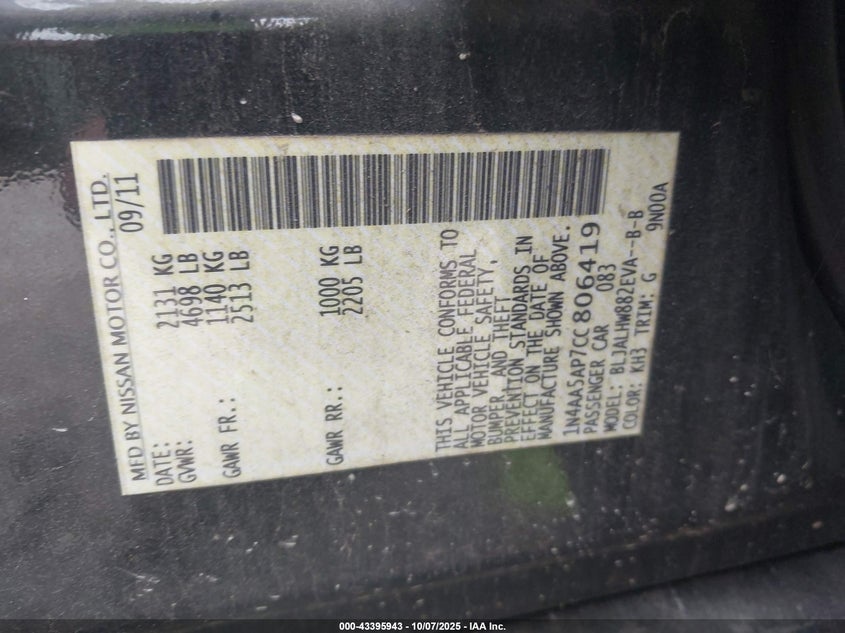 MFD BY NISSAN MOTOR CO., LTD.
DATE: 09/11
GVWR: 2131 KG
4698 LB
GAWR FR.: 1140 KG
2513 LB
GAWR RR.: 1000 KG
2205 LB
THIS VEHICLE CONFORMS TO
ALL APPLICABLE FEDERAL
MOTOR VEHICLE SAFETY,
BUMPER, AND THEFT
PREVENTION STANDARDS IN
EFFECT ON THE DATE OF
MANUFACTURE SHOWN ABOVE.
1N4AA5AP7CC806419
PASSENGER CAR 083
MODEL: BLJALHW882EVA--B-B
COLOR: KH3 TRIM: G 9N00A
000-43395943 | 10/07/2025 - IAA Inc.